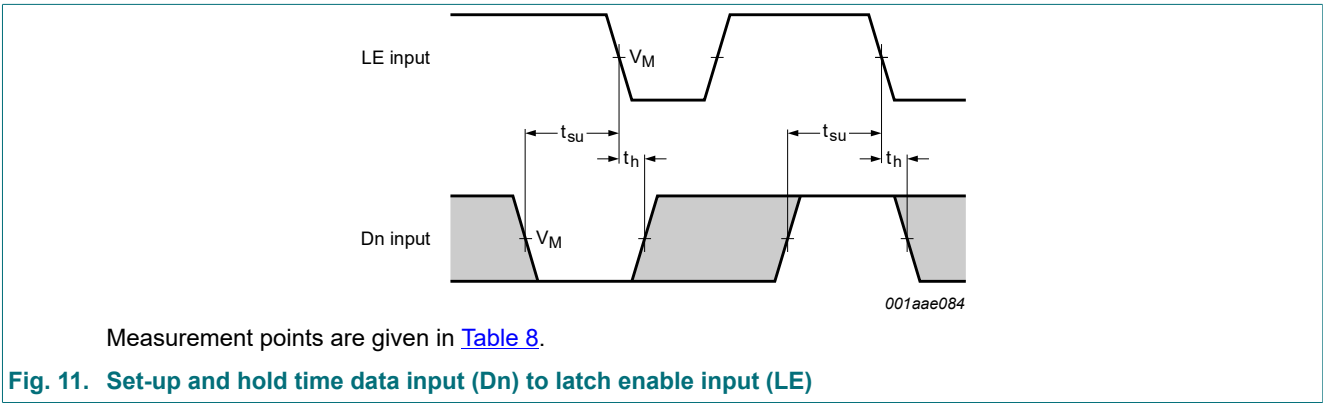 LE input
VM
tsu
tsu
th
th
Dn input
VM
001aae084
Measurement points are given in Table 8.
Fig. 11. Set-up and hold time data input (Dn) to latch enable input (LE)